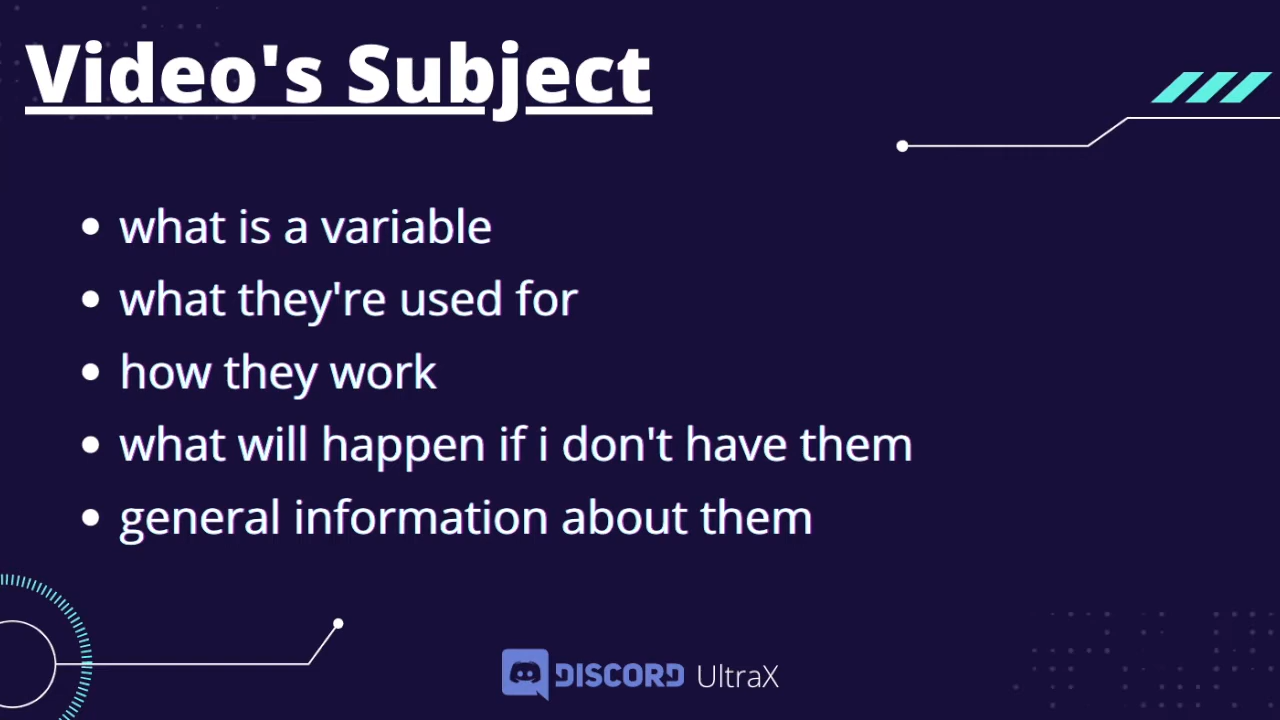 Video's Subject
what is a variable
what they're used for
how they work
what will happen if i don't have them
general information about them
DISCORD UltraX